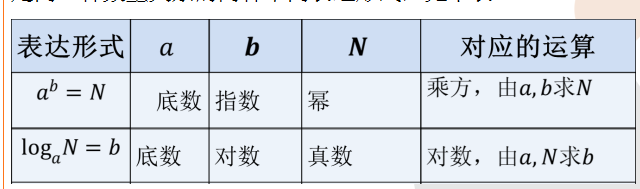 表达形式 a b N 对应的运算
a^b = N 底数 指数 幂 乘方，由a,b求N
log_a N = b 底数 对数 真数 对数，由a,N求b